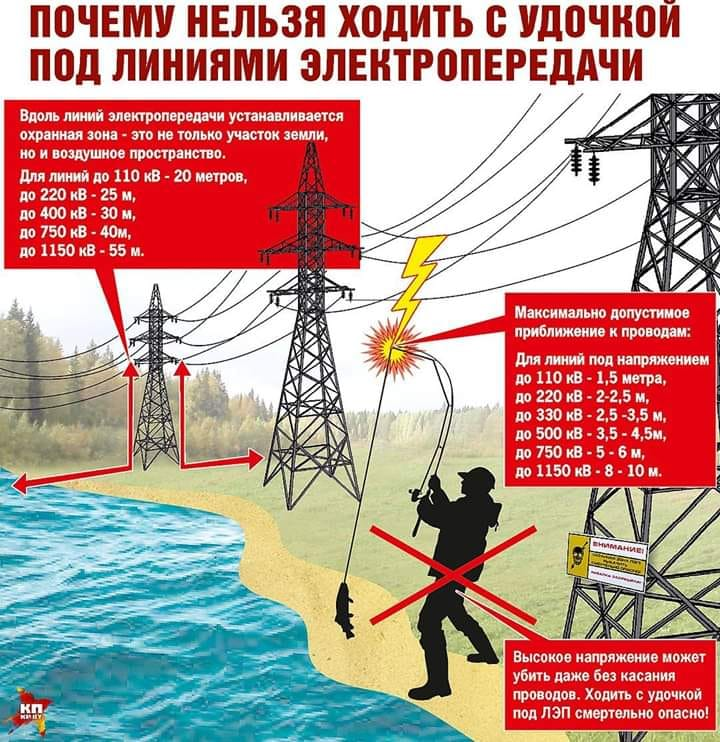 ПОЧЕМУ НЕЛЬЗЯ ХОДИТЬ С УДОЧКОЙ
ПОД ЛИНИЯМИ ЭЛЕКТРОПЕРЕДАЧИ
Вдоль линий электропередачи устанавливается
охранная зона - это не только участок земли,
но и воздушное пространство.
Для линий до 110 кВ - 20 метров,
до 220 кВ - 25 м,
до 400 кВ - 30 м,
до 750 кВ - 40м,
до 1150 кВ - 55 м.
Максимально допустимое
приближение к проводам:
Для линий под напряжением
до 110 кВ - 1,5 метра,
до 220 кВ - 2-2,5 м,
до 330 кВ - 2,5 -3,5 м,
до 500 кВ - 3,5 - 4,5м,
до 750 кВ - 5 - 6 м,
до 1150 кВ - 8 - 10 м.
ВНИМАНИЕ!
Высокое напряжение может
убить даже без касания
проводов. Ходить с удочкой
под ЛЭП смертельно опасно!
КП